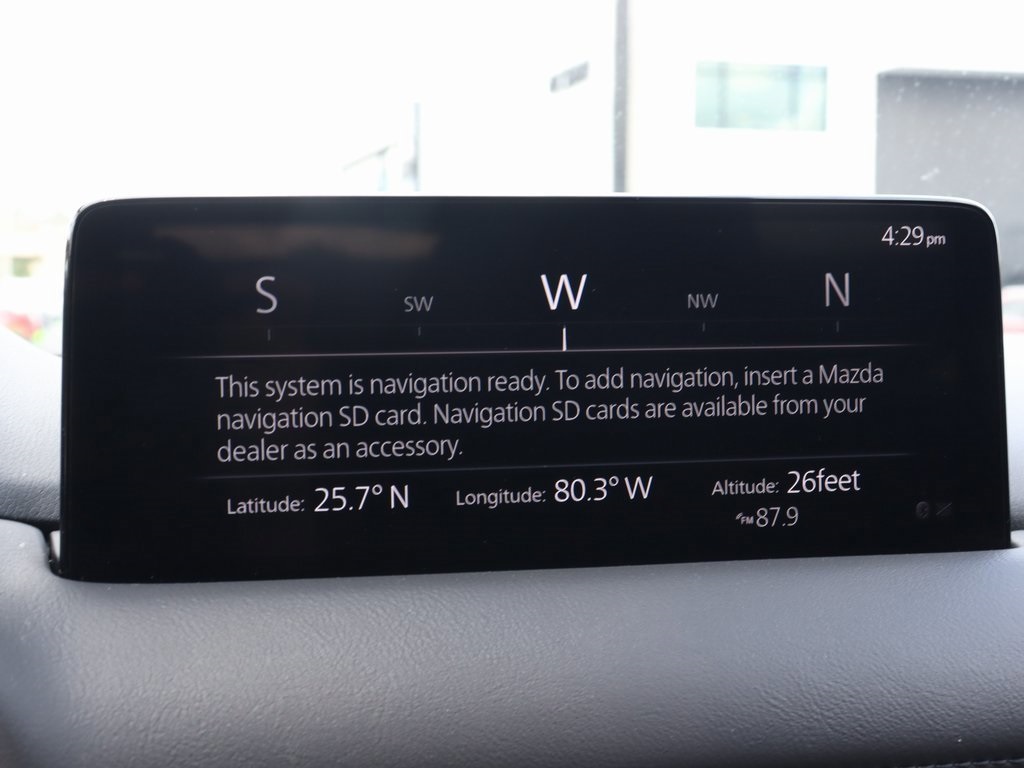 4:29pm
S SW W NW N
This system is navigation ready. To add navigation, insert a Mazda
navigation SD card. Navigation SD cards are available from your
dealer as an accessory.
Latitude: 25.7° N Longitude: 80.3° W Altitude: 26feet
FM 87.9